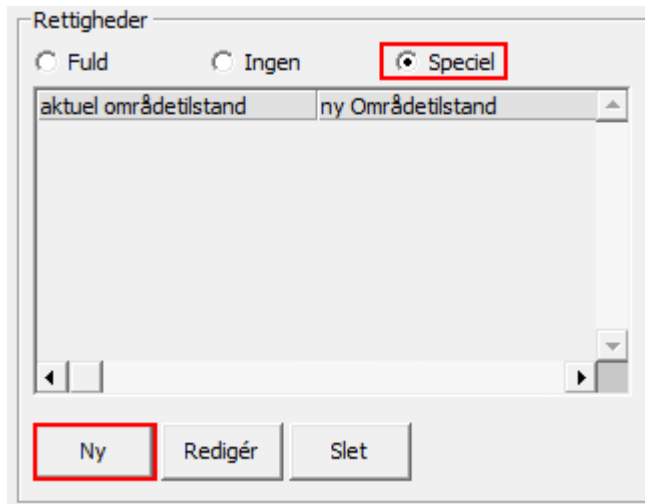 Rettigheder
Fuld Ingen Speciel
aktuel områdetilstand ny Områdetilstand
Ny Redigér Slet